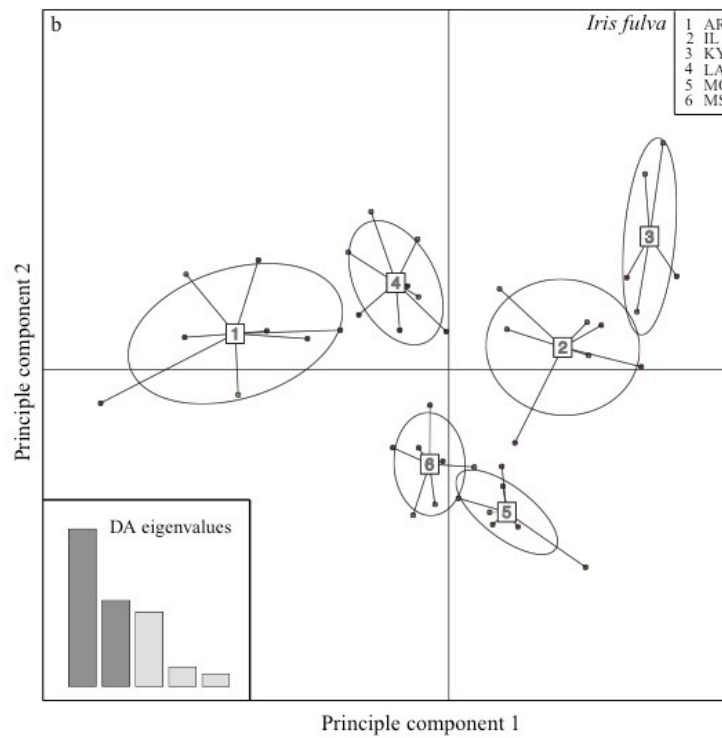 b
Iris fulva
1 AR
2 IL
3 KY
4 LA
5 MO
6 MS
4
3
1
2
6
5
Principle component 2
DA eigenvalues
Principle component 1